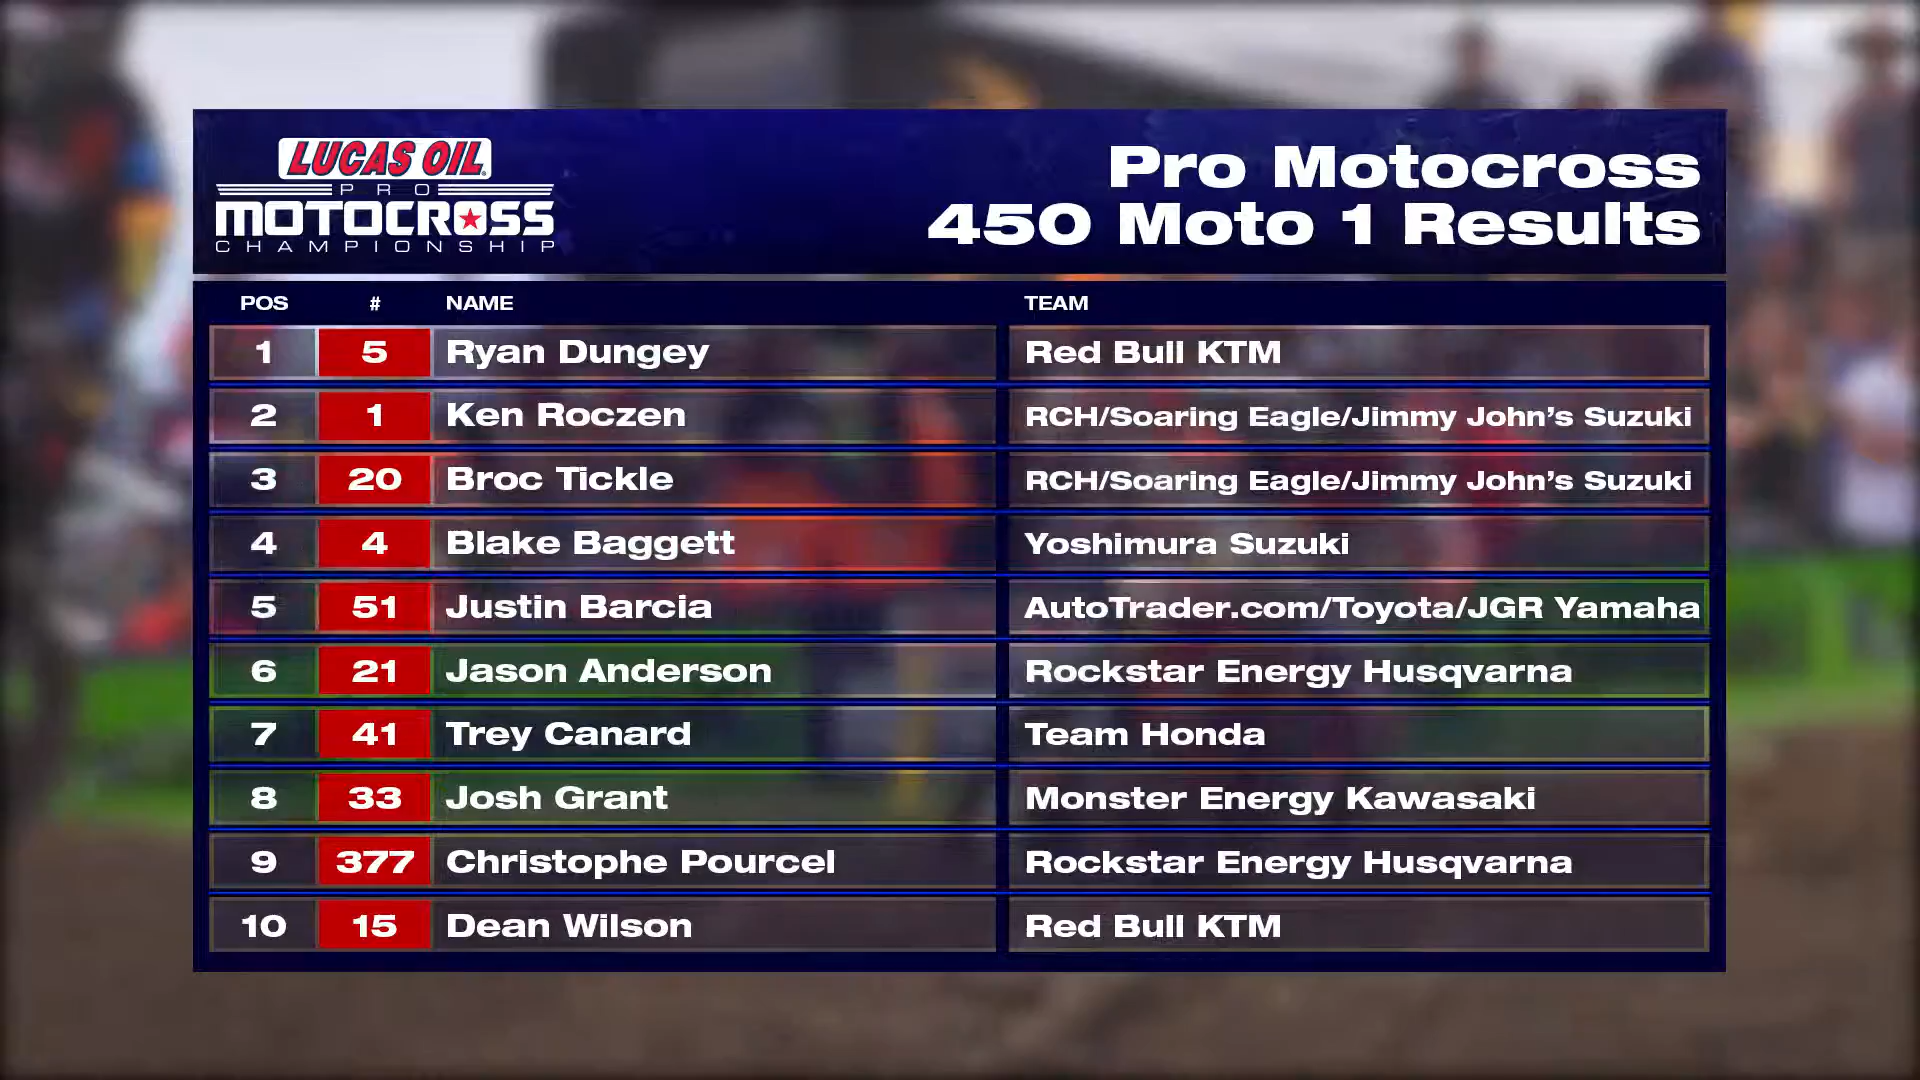 LUCAS OIL
PRO
MOTOCROSS
CHAMPIONSHIP
Pro Motocross
450 Moto 1 Results
POS # NAME TEAM
1 5 Ryan Dungey Red Bull KTM
2 1 Ken Roczen RCH/Soaring Eagle/Jimmy John's Suzuki
3 20 Broc Tickle RCH/Soaring Eagle/Jimmy John's Suzuki
4 4 Blake Baggett Yoshimura Suzuki
5 51 Justin Barcia AutoTrader.com/Toyota/JGR Yamaha
6 21 Jason Anderson Rockstar Energy Husqvarna
7 41 Trey Canard Team Honda
8 33 Josh Grant Monster Energy Kawasaki
9 377 Christophe Pourcel Rockstar Energy Husqvarna
10 15 Dean Wilson Red Bull KTM